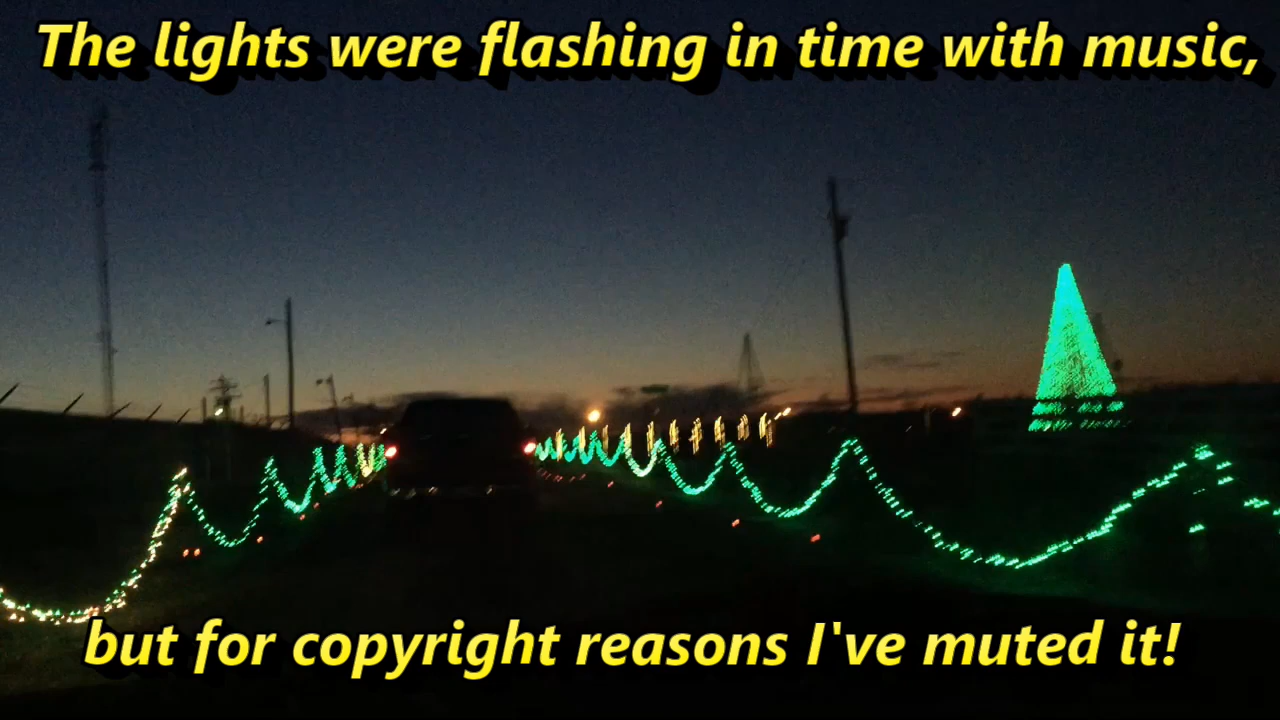 The lights were flashing in time with music,
but for copyright reasons I've muted it!